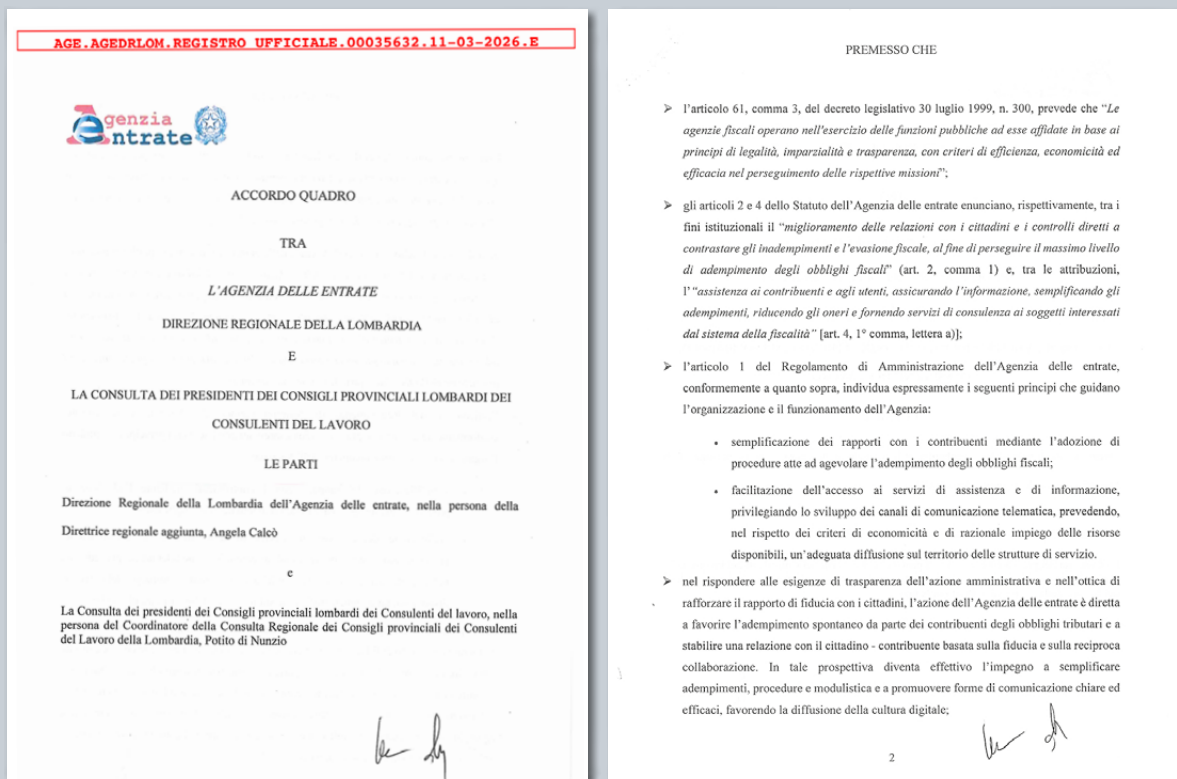 AGE.AGEDRLOM.REGISTRO UFFICIALE.00035632.11-03-2026.E
agenzia
entrate
ACCORDO QUADRO
TRA
L'AGENZIA DELLE ENTRATE
DIREZIONE REGIONALE DELLA LOMBARDIA
E
LA CONSULTA DEI PRESIDENTI DEI CONSIGLI PROVINCIALI LOMBARDI DEI
CONSULENTI DEL LAVORO
LE PARTI
Direzione Regionale della Lombardia dell'Agenzia delle entrate, nella persona della
Direttrice regionale aggiunta, Angela Calcò
e
La Consulta dei presidenti dei Consigli provinciali lombardi dei Consulenti del lavoro, nella
persona del Coordinatore della Consulta Regionale dei Consigli provinciali dei Consulenti
del Lavoro della Lombardia, Potito di Nunzio
PREMESSO CHE
➢ l'articolo 61, comma 3, del decreto legislativo 30 luglio 1999, n. 300, prevede che “Le
agenzie fiscali operano nell'esercizio delle funzioni pubbliche ad esse affidate in base ai
principi di legalità, imparzialità e trasparenza, con criteri di efficienza, economicità ed
efficacia nel perseguimento delle rispettive missioni”;
➢ gli articoli 2 e 4 dello Statuto dell'Agenzia delle entrate enunciano, rispettivamente, tra i
fini istituzionali il “miglioramento delle relazioni con i cittadini e i controlli diretti a
contrastare gli inadempimenti e l'evasione fiscale, al fine di perseguire il massimo livello
di adempimento degli obblighi fiscali” (art. 2, comma 1) e, tra le attribuzioni,
l'“assistenza ai contribuenti e agli utenti, assicurando l'informazione, semplificando gli
adempimenti, riducendo gli oneri e fornendo servizi di consulenza ai soggetti interessati
dal sistema della fiscalità” [art. 4, 1° comma, lettera a)];
➢ l'articolo 1 del Regolamento di Amministrazione dell'Agenzia delle entrate,
conformemente a quanto sopra, individua espressamente i seguenti principi che guidano
l'organizzazione e il funzionamento dell'Agenzia:
• semplificazione dei rapporti con i contribuenti mediante l'adozione di
procedure atte ad agevolare l'adempimento degli obblighi fiscali;
• facilitazione dell'accesso ai servizi di assistenza e di informazione,
privilegiando lo sviluppo dei canali di comunicazione telematica, prevedendo,
nel rispetto dei criteri di economicità e di razionale impiego delle risorse
disponibili, un'adeguata diffusione sul territorio delle strutture di servizio.
➢ nel rispondere alle esigenze di trasparenza dell'azione amministrativa e nell'ottica di
rafforzare il rapporto di fiducia con i cittadini, l'azione dell'Agenzia delle entrate è diretta
a favorire l'adempimento spontaneo da parte dei contribuenti degli obblighi tributari e a
stabilire una relazione con il cittadino - contribuente basata sulla fiducia e sulla reciproca
collaborazione. In tale prospettiva diventa effettivo l'impegno a semplificare
adempimenti, procedure e modulistica e a promuovere forme di comunicazione chiare ed
efficaci, favorendo la diffusione della cultura digitale;
2